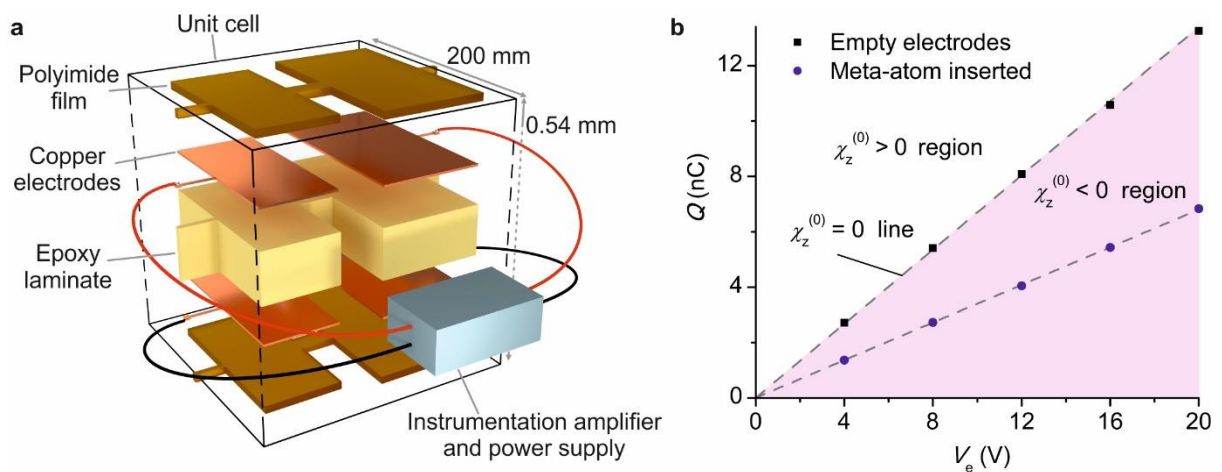 a
Unit cell
Polyimide
film
200 mm
0.54 mm
Copper
electrodes
Epoxy
laminate
Instrumentation amplifier
and power supply
b
Empty electrodes
Meta-atom inserted
χz(0) > 0 region
χz(0) < 0 region
χz(0) = 0 line
Q (nC)
12
8
4
0
0
4
8
12
16
20
Ve (V)